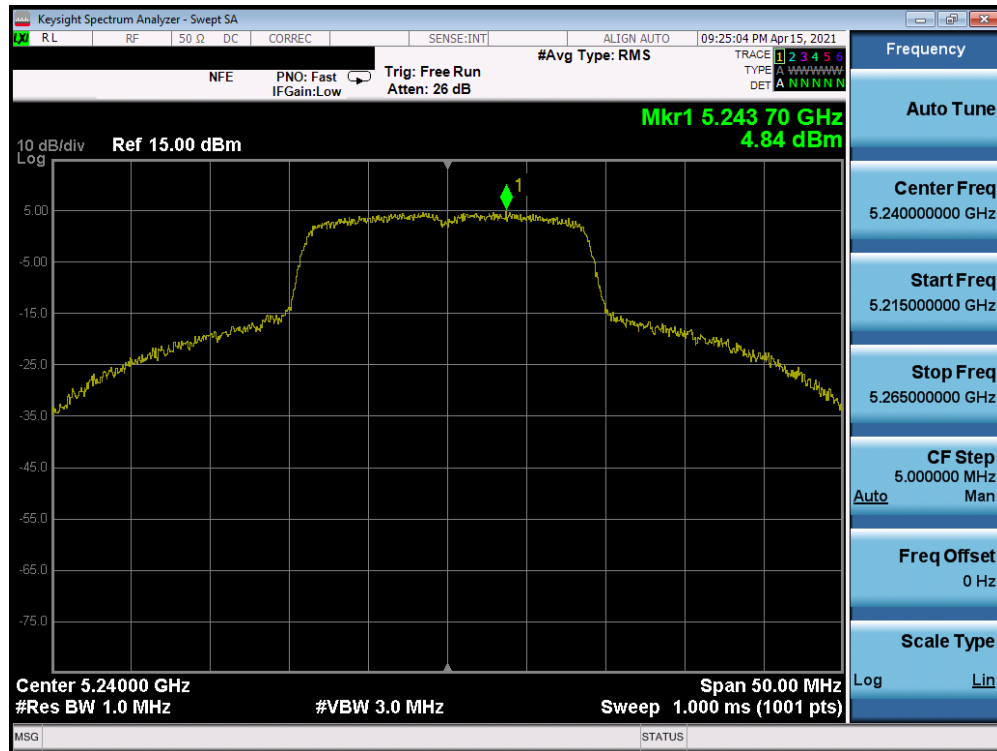 Keysight Spectrum Analyzer - Swept SA
LXI RL RF 50 Ω DC CORREC SENSE:INT ALIGN AUTO 09:25:04 PM Apr 15, 2021
Frequency
NFE PNO: Fast Trig: Free Run #Avg Type: RMS TRACE 1 2 3 4 5 6
IFGain:Low Atten: 26 dB TYPE A WWWWW
DET A N N N N N
Auto Tune
Mkr1 5.243 70 GHz
4.84 dBm
10 dB/div Ref 15.00 dBm
Log
1
5.00
-5.00
-15.0
-25.0
-35.0
-45.0
-55.0
-65.0
-75.0
Center Freq
5.240000000 GHz
Start Freq
5.215000000 GHz
Stop Freq
5.265000000 GHz
CF Step
5.000000 MHz
Auto Man
Freq Offset
0 Hz
Scale Type
Log Lin
Center 5.24000 GHz Span 50.00 MHz
#Res BW 1.0 MHz #VBW 3.0 MHz Sweep 1.000 ms (1001 pts)
MSG STATUS